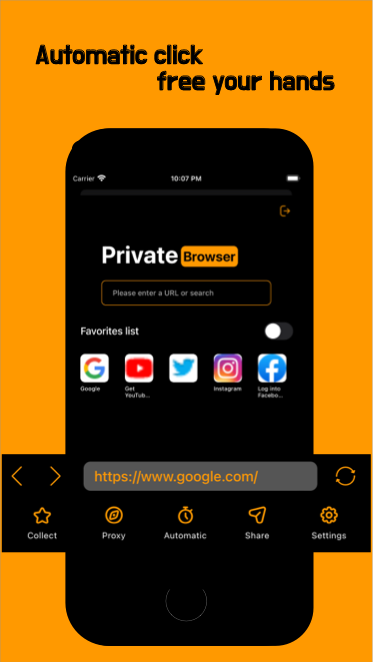 Automatic click
free your hands
Carrier 10:07 PM
Private Browser
Please enter a URL or search
Favorites list
Google Get YouTub... Instagram Log into Facebo...
https://www.google.com/
Collect Proxy Automatic Share Settings